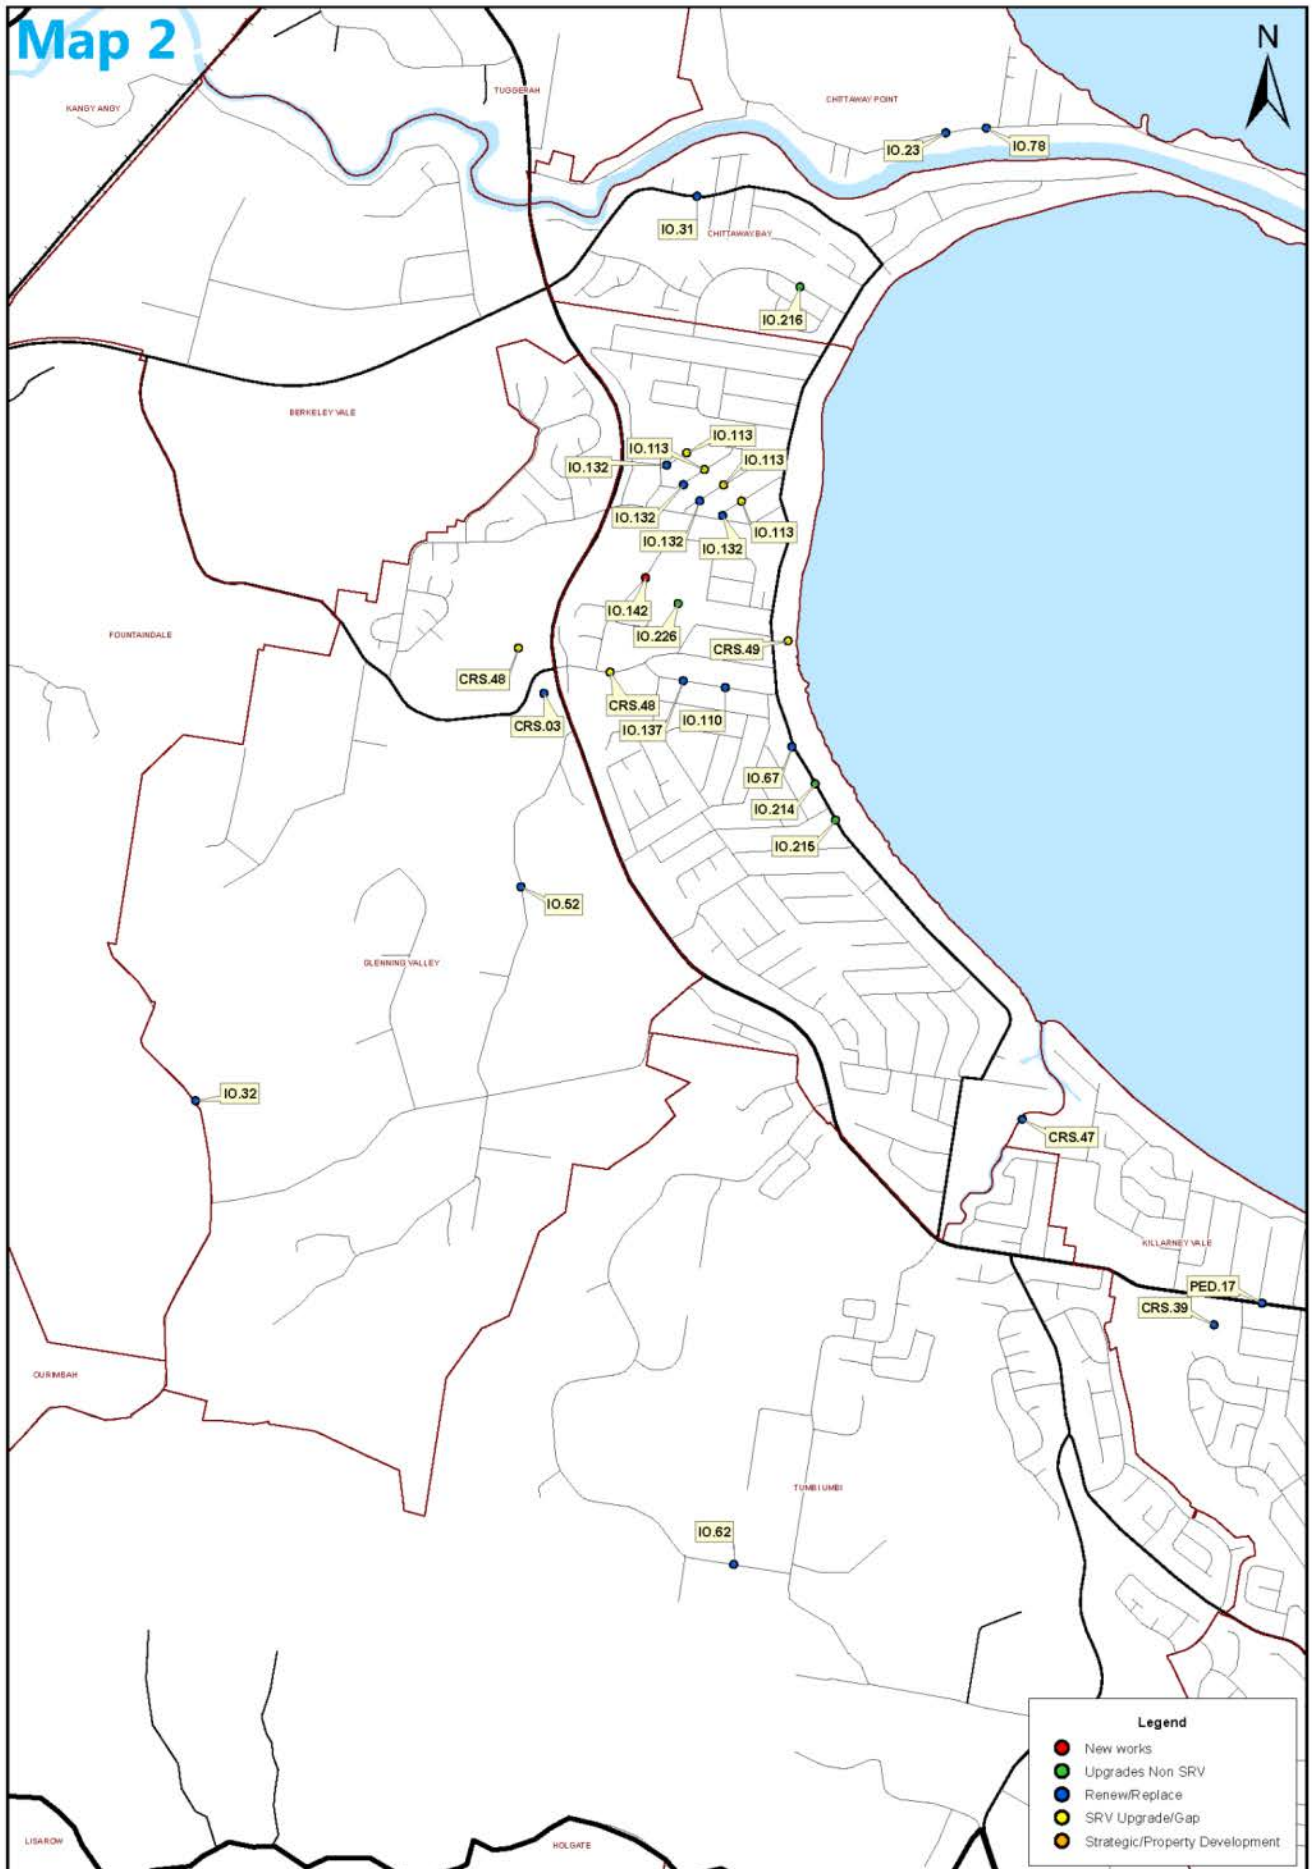 Map 2
N
KANGY ANGY
TUGGERAH
CHITTAWAY POINT
IO.23
IO.78
IO.31
CHITTAWAY BAY
IO.216
BERKELEY VALE
IO.113
IO.113
IO.113
IO.132
IO.132
IO.113
IO.132
IO.132
IO.142
IO.226
FOUNTAINDALE
CRS.49
CRS.48
CRS.48
CRS.03
IO.137
IO.110
IO.67
IO.214
IO.215
IO.52
GLENNING VALLEY
IO.32
CRS.47
KILLARNEY VALE
PED.17
CRS.39
OURIMBAH
TUMBI UMBI
IO.62
LISAROW
HOLGATE
Legend
New works
Upgrades Non SRV
Renew/Replace
SRV Upgrade/Gap
Strategic/Property Development